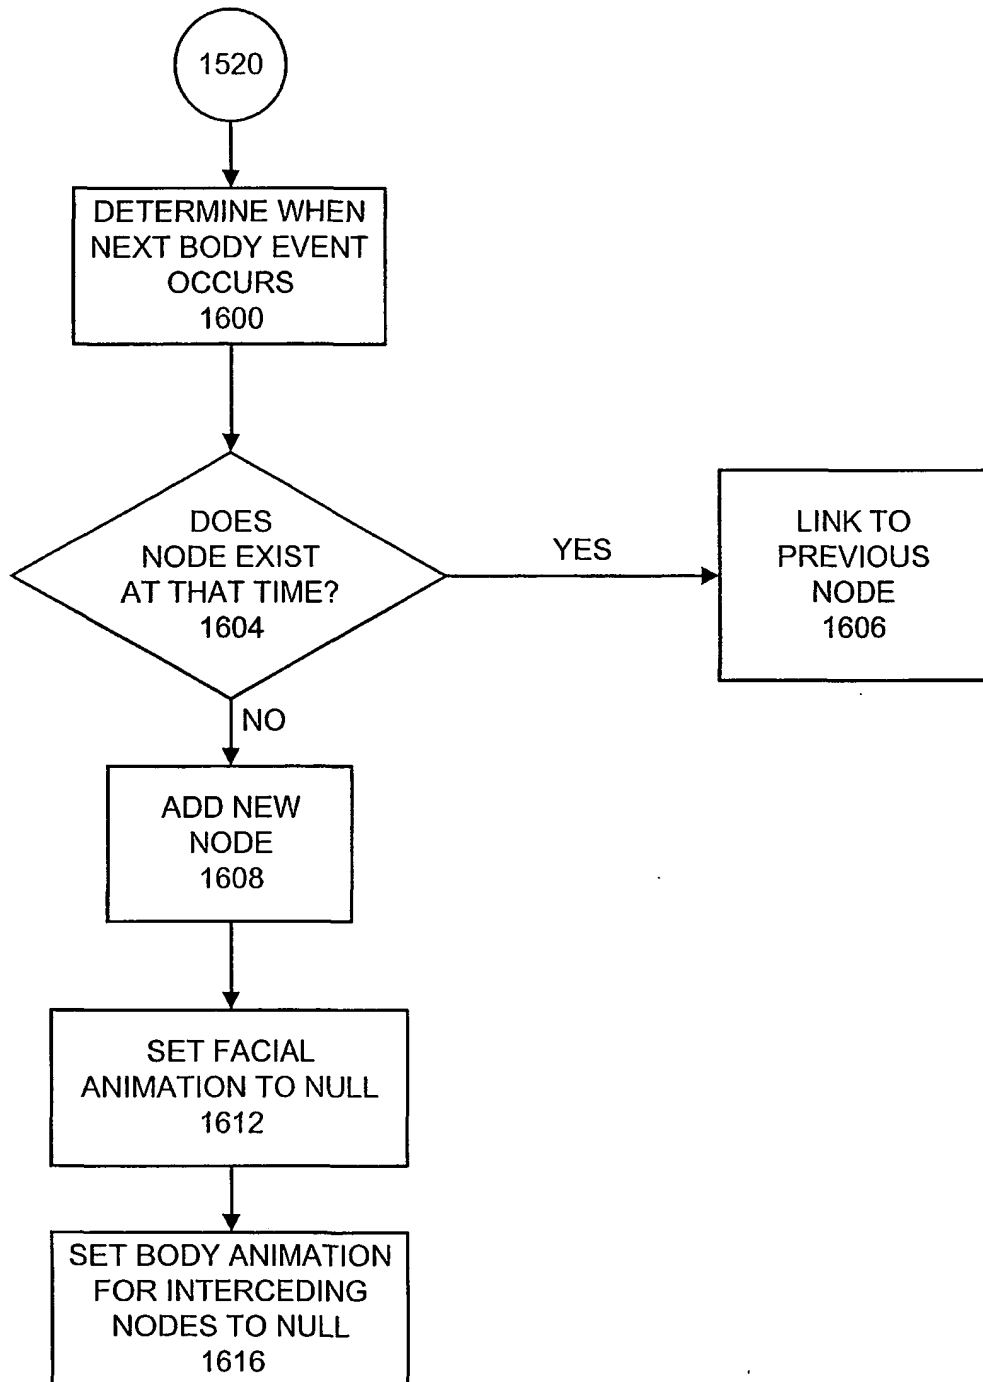 1520
DETERMINE WHEN
NEXT BODY EVENT
OCCURS
1600
DOES
NODE EXIST
AT THAT TIME?
1604
YES
LINK TO
PREVIOUS
NODE
1606
NO
ADD NEW
NODE
1608
SET FACIAL
ANIMATION TO NULL
1612
SET BODY ANIMATION
FOR INTERCEDING
NODES TO NULL
1616